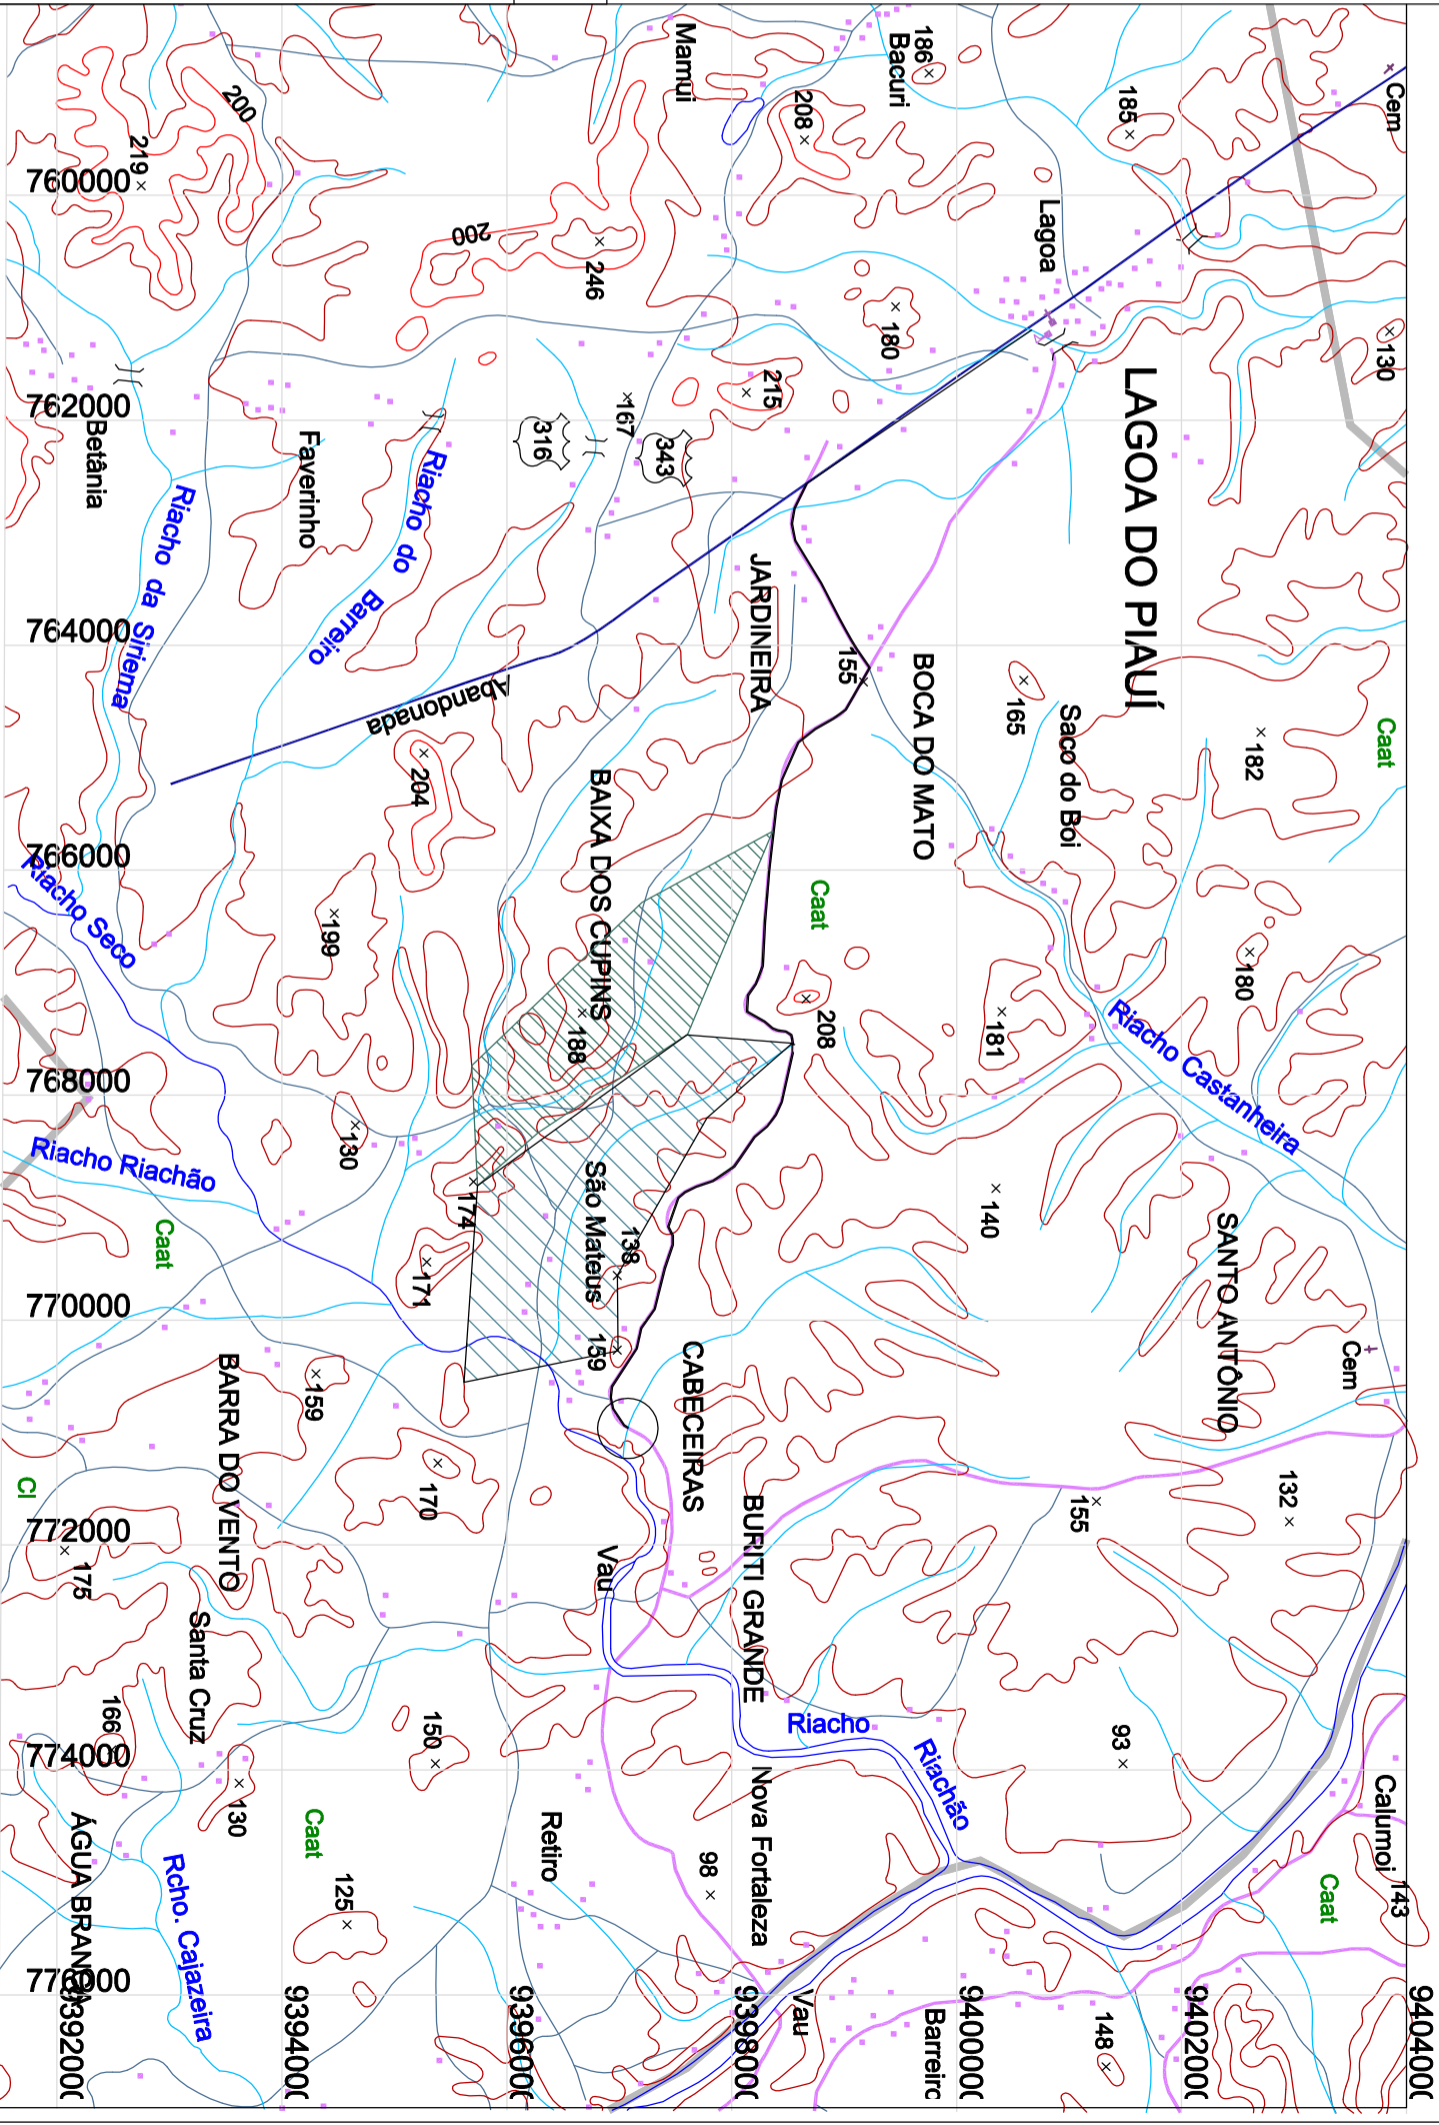 Cem
130
Caat
182
180
185
LAGOA DO PIAUÍ
Lagoa
186
Bacuri
208
Mamui
180
215
246
200
200
219
167
343
316
165
Saco do Boi
BOCA DO MATO
155
JARDINEIRA
Abandonada
204
Faverinho
Riacho do
Barreiro
Riacho da Siriema
Betânia
Caat
208
181
Riacho Castanheira
BAIXA DOS CUPINS
188
199
Riacho Seco
130
Riacho Riachão
Caat
174
171
São Mateus
138
159
140
SANTO ANTÔNIO
Cem
132
155
CABECEIRAS
BURITI GRANDE
Vau
159
170
BARRA DO VENTO
Cl
175
Santa Cruz
166
130
150
Caat
125
Rcho. Cajazeira
ÁGUA BRANCA
Retiro
98
Nova Fortaleza
Riacho
Riachão
93
Calumoi
143
Caat
148
Barreiro
Vau
760000
762000
764000
766000
768000
770000
772000
774000
776000
9392000
9394000
9396000
9398000
9400000
9402000
9404000